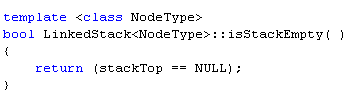 template <class NodeType>
bool LinkedStack<NodeType>::isStackEmpty( )
{
    return (stackTop == NULL);
}